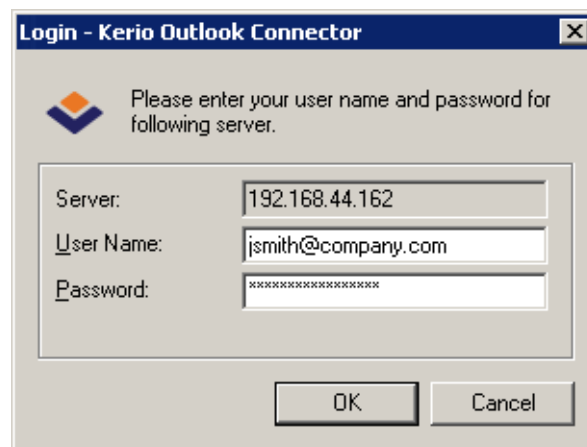 Login - Kerio Outlook Connector
Please enter your user name and password for
following server.
Server: 192.168.44.162
User Name: jsmith@company.com
Password: *****************
OK Cancel